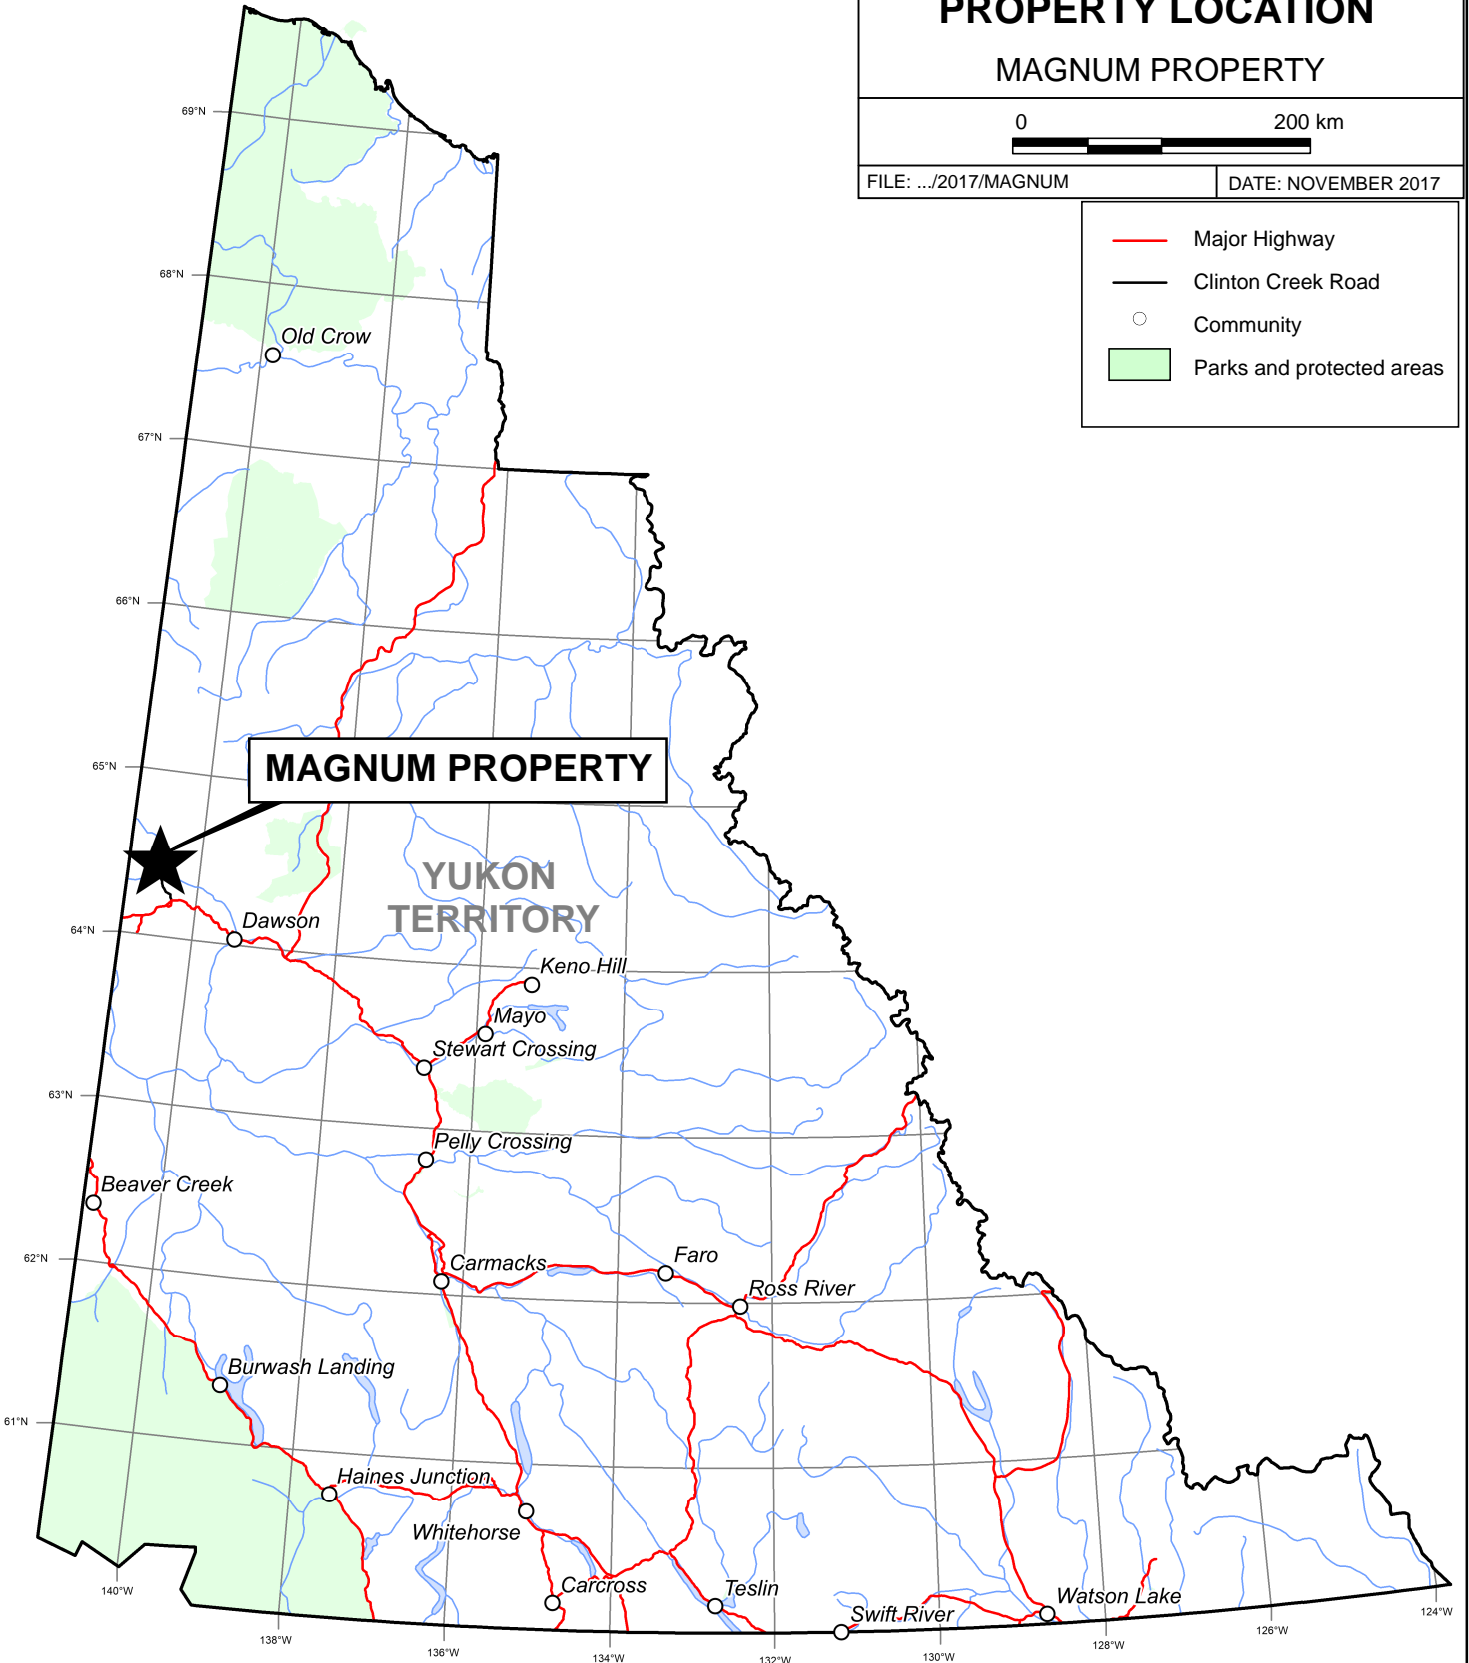 PROPERTY LOCATION
MAGNUM PROPERTY
0 200 km
FILE: .../2017/MAGNUM DATE: NOVEMBER 2017
Major Highway
Clinton Creek Road
Community
Parks and protected areas
69°N
68°N
Old Crow
67°N
66°N
65°N
MAGNUM PROPERTY
YUKON
TERRITORY
Dawson
64°N
Keno Hill
Mayo
Stewart Crossing
63°N
Pelly Crossing
Beaver Creek
62°N
Carmacks
Faro
Ross River
Burwash Landing
61°N
Haines Junction
Whitehorse
Carcross
Teslin
Swift River
Watson Lake
140°W
138°W
136°W
134°W
132°W
130°W
128°W
126°W
124°W